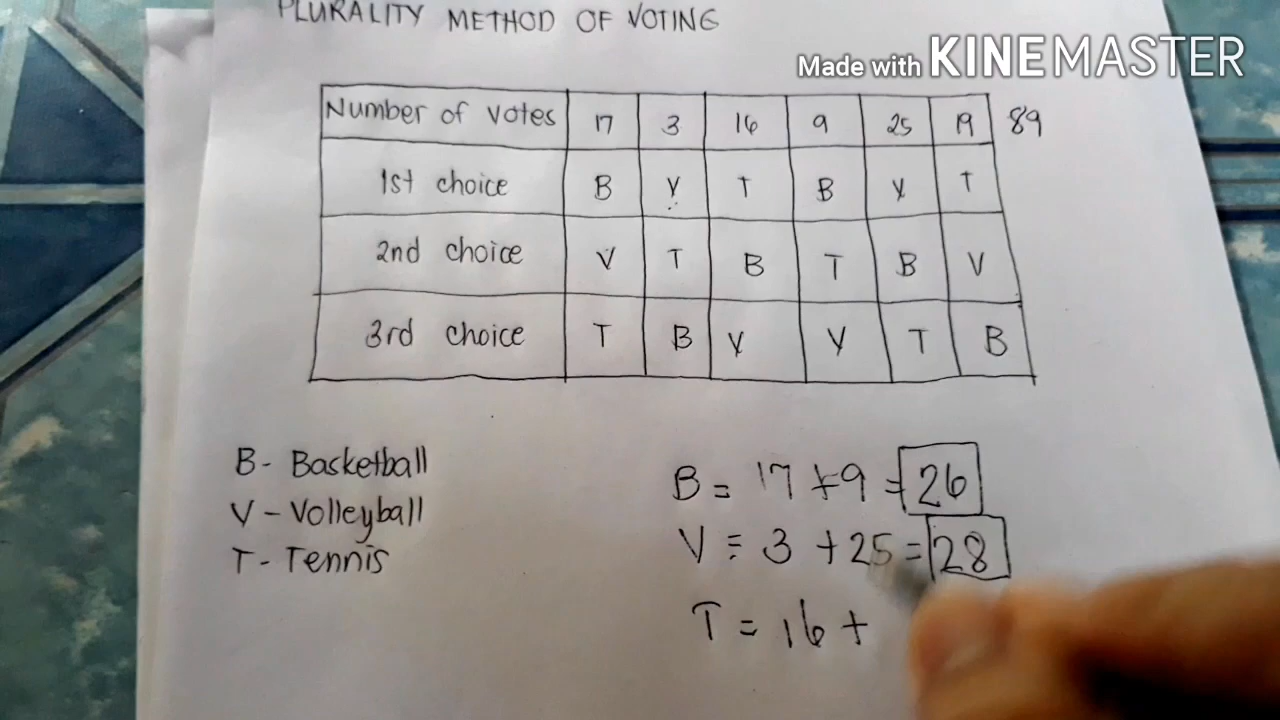 PLURALITY METHOD OF VOTING
Made with KINEMASTER
Number of votes 17 3 16 9 25 19 89
1st choice B V T B V T
2nd choice V T B T B V
3rd choice T B V V T B
B - Basketball
V - Volleyball
T - Tennis
B = 17 + 9 = 26
V = 3 + 25 = 28
T = 16 +